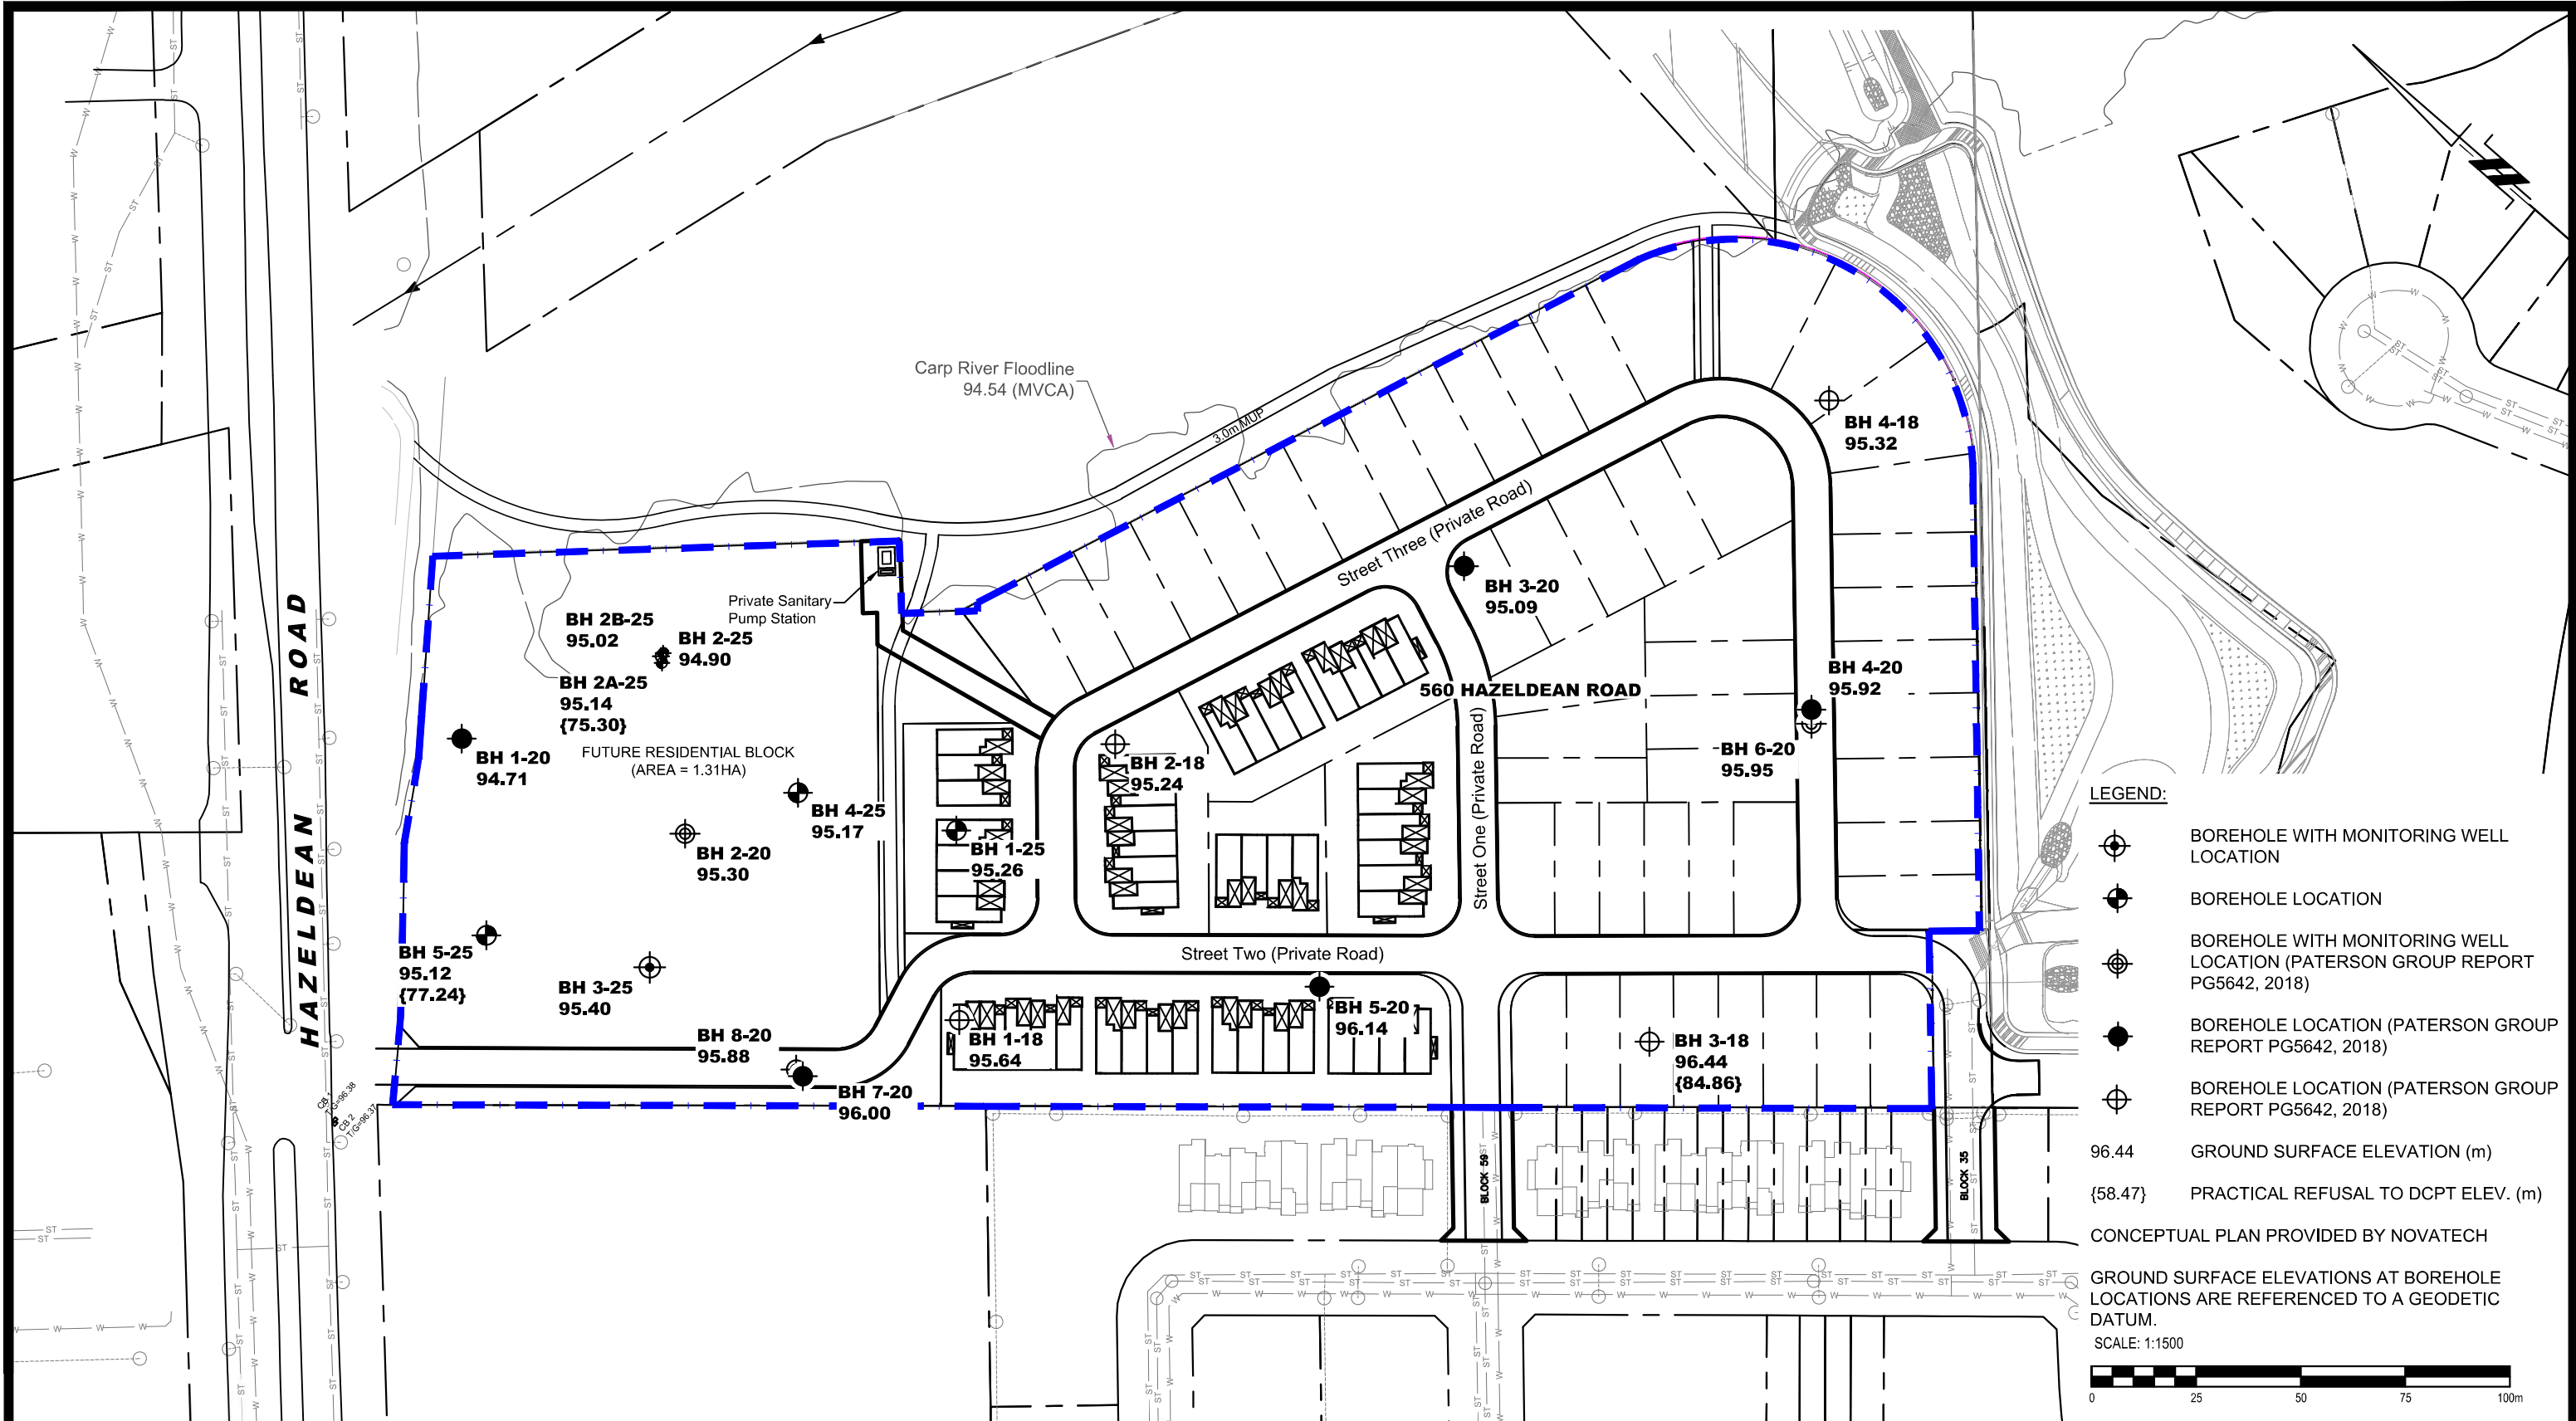 Carp River Floodline
94.54 (MVCA)
3.0m MUP
HAZELDEAN ROAD
Private Sanitary
Pump Station
BH 2B-25
95.02
BH 2-25
94.90
BH 2A-25
95.14
{75.30}
FUTURE RESIDENTIAL BLOCK
(AREA = 1.31HA)
BH 1-20
94.71
BH 4-25
95.17
BH 2-20
95.30
BH 1-25
95.26
BH 5-25
95.12
{77.24}
BH 3-25
95.40
BH 8-20
95.88
BH 7-20
96.00
BH 1-18
95.64
BH 2-18
95.24
BH 5-20
96.14
BH 3-18
96.44
{84.86}
BH 3-20
95.09
BH 4-18
95.32
BH 4-20
95.92
BH 6-20
95.95
560 HAZELDEAN ROAD
Street Three (Private Road)
Street One (Private Road)
Street Two (Private Road)
CB 1
T/G=96.38
CB 2
T/G=96.37
BLOCK 59
BLOCK 35
LEGEND:
BOREHOLE WITH MONITORING WELL
LOCATION
BOREHOLE LOCATION
BOREHOLE WITH MONITORING WELL
LOCATION (PATERSON GROUP REPORT
PG5642, 2018)
BOREHOLE LOCATION (PATERSON GROUP
REPORT PG5642, 2018)
BOREHOLE LOCATION (PATERSON GROUP
REPORT PG5642, 2018)
96.44 GROUND SURFACE ELEVATION (m)
{58.47} PRACTICAL REFUSAL TO DCPT ELEV. (m)
CONCEPTUAL PLAN PROVIDED BY NOVATECH
GROUND SURFACE ELEVATIONS AT BOREHOLE
LOCATIONS ARE REFERENCED TO A GEODETIC
DATUM.
SCALE: 1:1500
0 25 50 75 100m